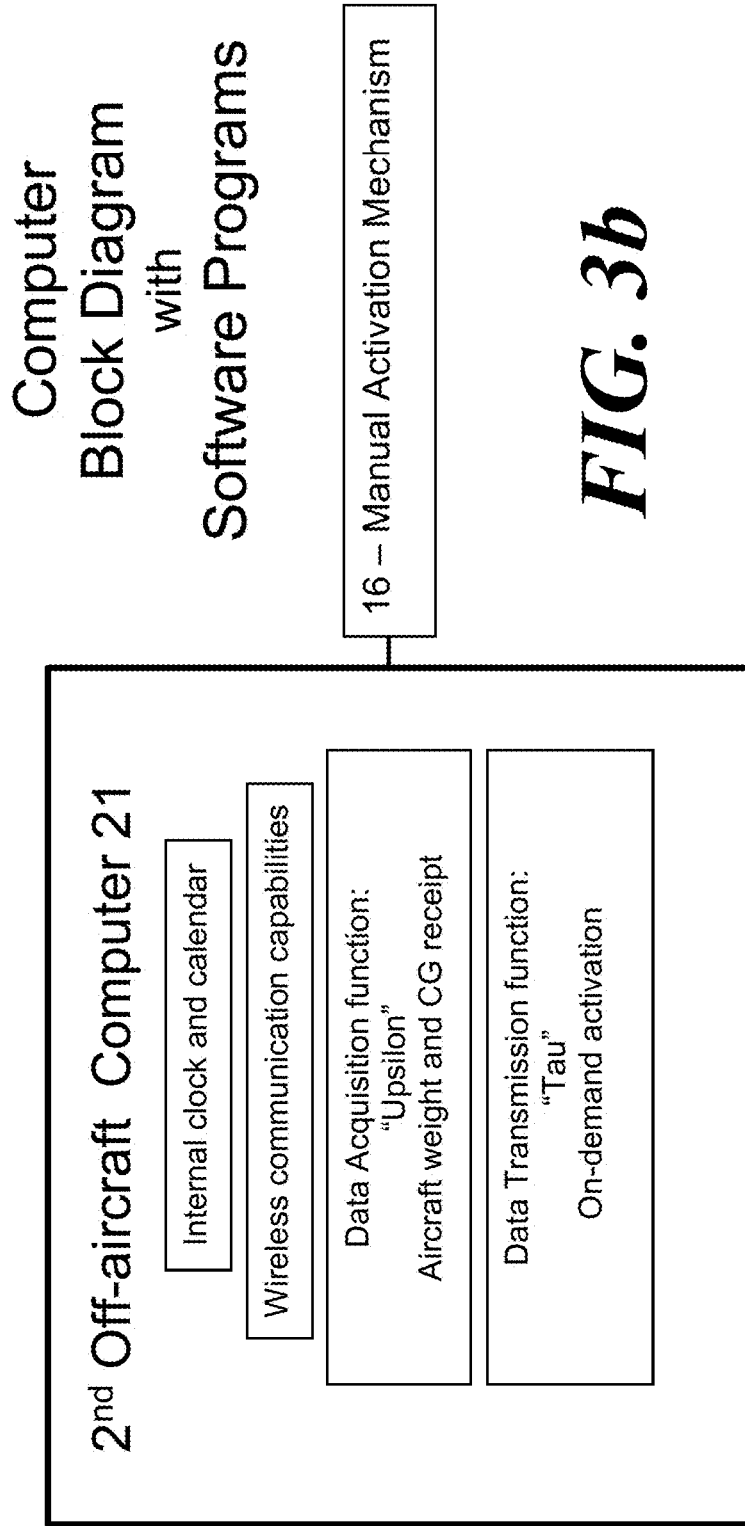 Computer
Block Diagram
with
Software Programs
2nd Off-aircraft Computer 21
Internal clock and calendar
Wireless communication capabilities
Data Acquisition function:
“Upsilon”
Aircraft weight and CG receipt
Data Transmission function:
“Tau”
On-demand activation
16 – Manual Activation Mechanism
FIG. 3b